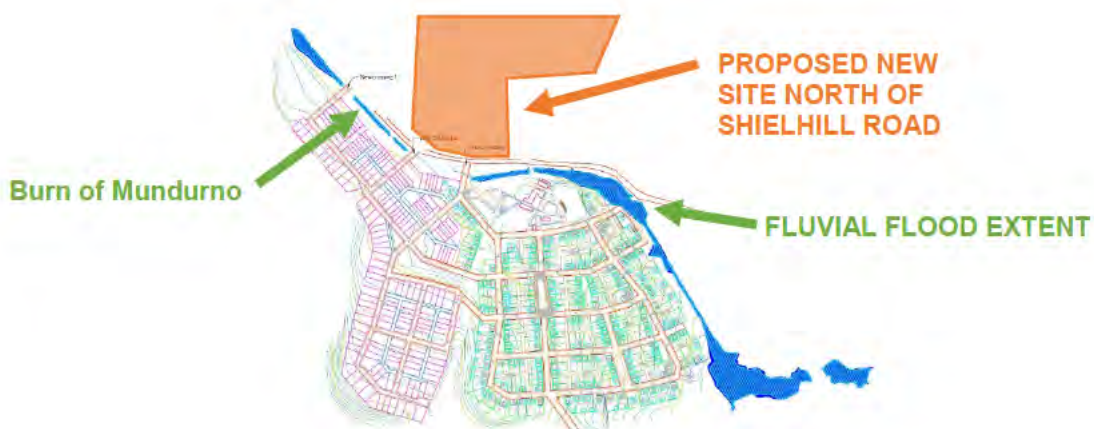 PROPOSED NEW
SITE NORTH OF
SHIELHILL ROAD
Burn of Mundurno
FLUVIAL FLOOD EXTENT